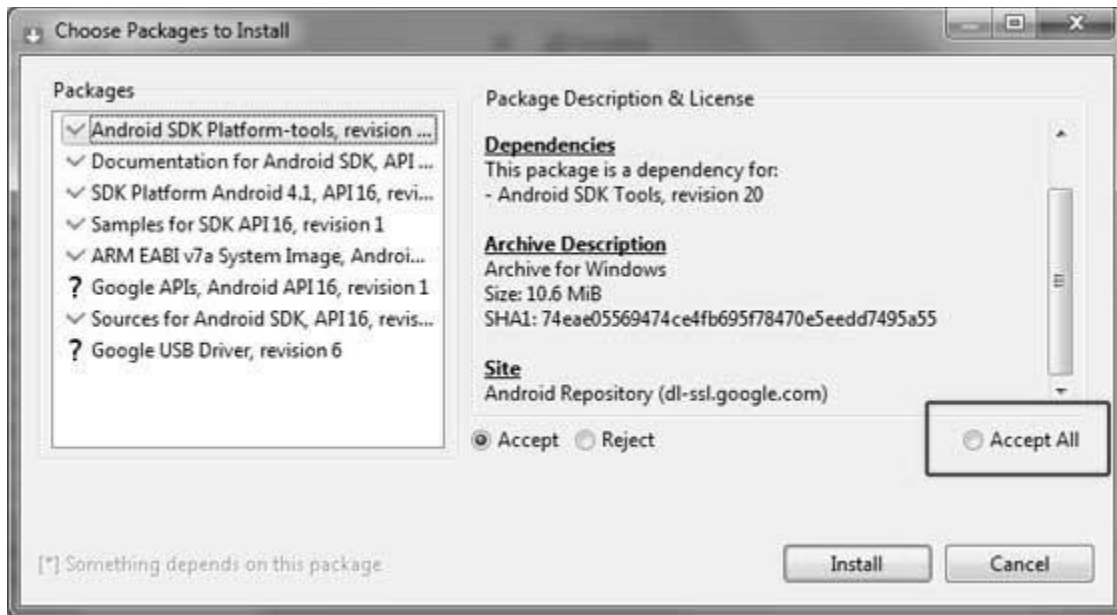 Choose Packages to Install
Packages
Android SDK Platform-tools, revision ...
Documentation for Android SDK, API ...
SDK Platform Android 4.1, API 16, revi...
Samples for SDK API 16, revision 1
ARM EABI v7a System Image, Androi...
? Google APIs, Android API 16, revision 1
Sources for Android SDK, API 16, revis...
? Google USB Driver, revision 6
Package Description & License
Dependencies
This package is a dependency for:
- Android SDK Tools, revision 20
Archive Description
Archive for Windows
Size: 10.6 MiB
SHA1: 74eae05569474ce4fb695f78470e5eedd7495a55
Site
Android Repository (dl-ssl.google.com)
Accept Reject Accept All
[*] Something depends on this package
Install Cancel